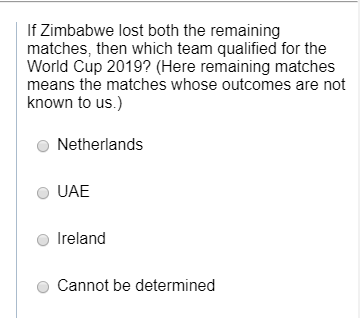 If Zimbabwe lost both the remaining
matches, then which team qualified for the
World Cup 2019? (Here remaining matches
means the matches whose outcomes are not
known to us.)
Netherlands
UAE
Ireland
Cannot be determined